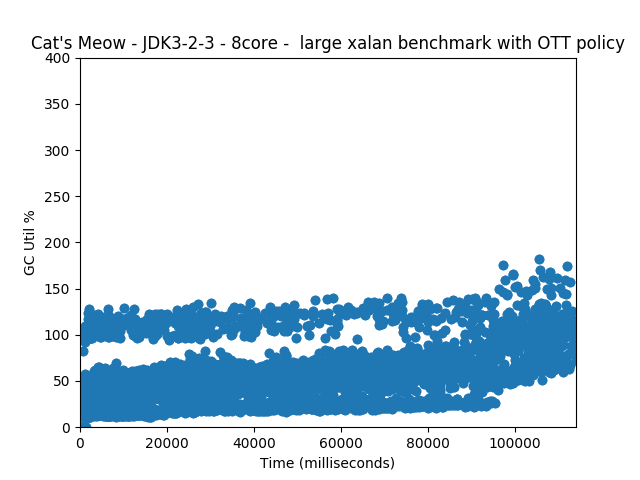 Cat's Meow - JDK3-2-3 - 8core -  large xalan benchmark with OTT policy
400
350
300
250
200
150
100
50
0
GC Util %
0 20000 40000 60000 80000 100000
Time (milliseconds)